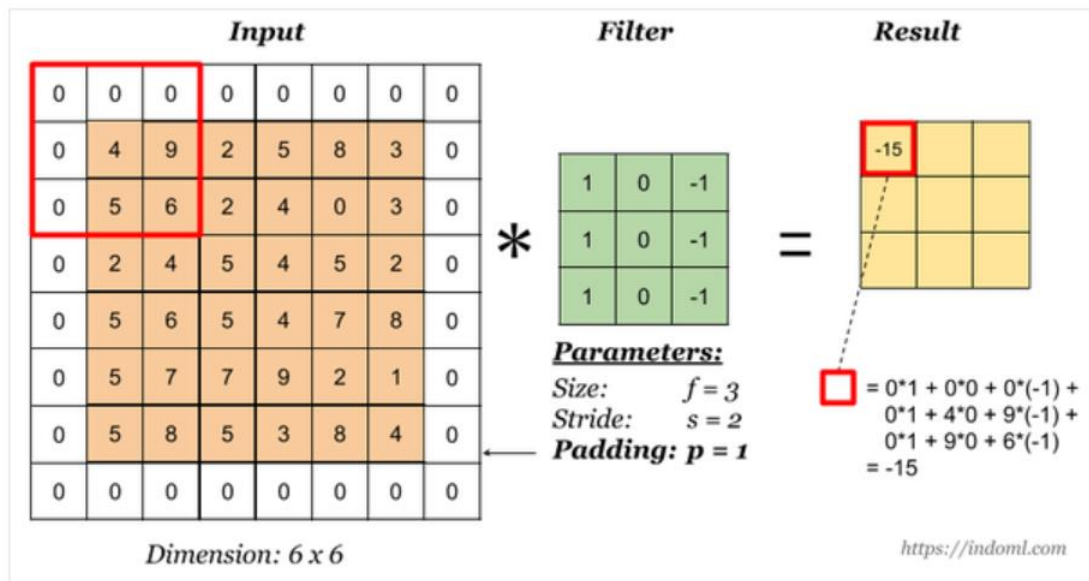 Input Filter Result
0 0 0 0 0 0 0 0
0 4 9 2 5 8 3 0
0 5 6 2 4 0 3 0
0 2 4 5 4 5 2 0
0 5 6 5 4 7 8 0
0 5 7 7 9 2 1 0
0 5 8 5 3 8 4 0
0 0 0 0 0 0 0 0
Dimension: 6 x 6
*
1 0 -1
1 0 -1
1 0 -1
Parameters:
Size: f = 3
Stride: s = 2
Padding: p = 1
=
-15
= 0*1 + 0*0 + 0*(-1) +
0*1 + 4*0 + 9*(-1) +
0*1 + 9*0 + 6*(-1)
= -15
https://indoml.com